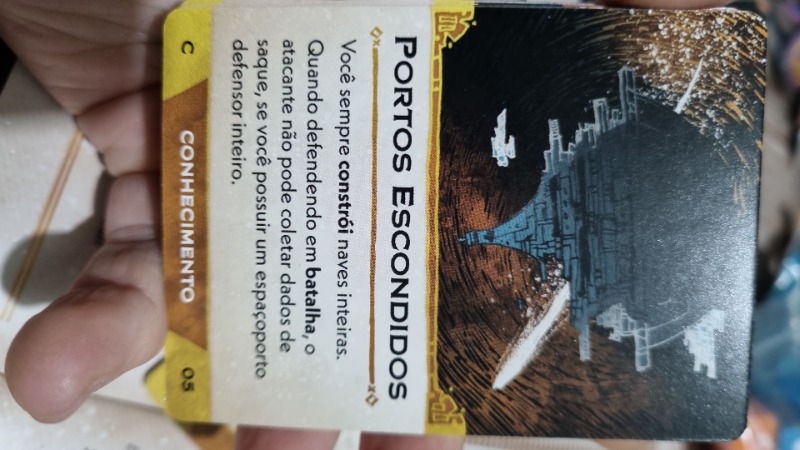 PORTOS ESCONDIDOS
Você sempre constrói naves inteiras.
Quando defendendo em batalha, o
atacante não pode coletar dados de
saque, se você possuir um espaçoporto
defensor inteiro.
C CONHECIMENTO 05